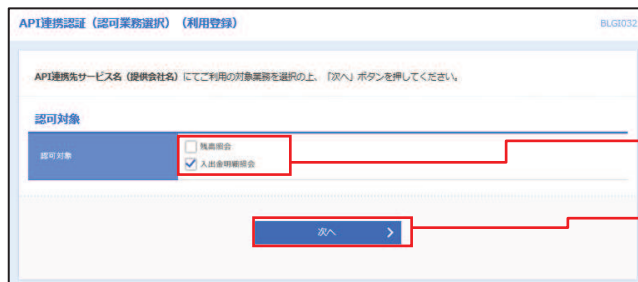 API連携認証（認可業務選択）（利用登録）
BLGI032
API連携先サービス名（提供会社名）にてご利用の対象業務を選択の上、「次へ」ボタンを押してください。
認可対象
認可対象
残高照会
入出金明細照会
次へ